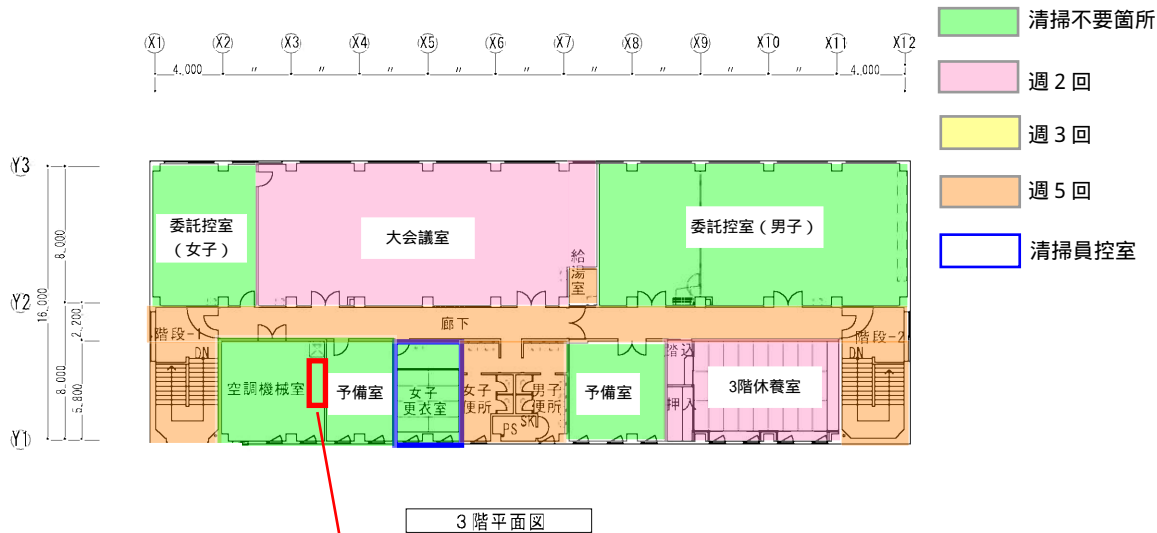 清掃不要箇所
週2回
週3回
週5回
清掃員控室
X1 X2 X3 X4 X5 X6 X7 X8 X9 X10 X11 X12
4,000 〃 〃 〃 〃 〃 〃 〃 〃 〃 4,000
Y3
8,000
16,000
Y2
2,200
8,000
5,800
Y1
委託控室
(女子)
大会議室
給湯室
委託控室(男子)
廊下
階段-1
DN
空調機械室
予備室
女子
更衣室
女子
便所
男子
便所
PS
SK
予備室
踏込
押入
3階休養室
階段-2
DN
3階平面図